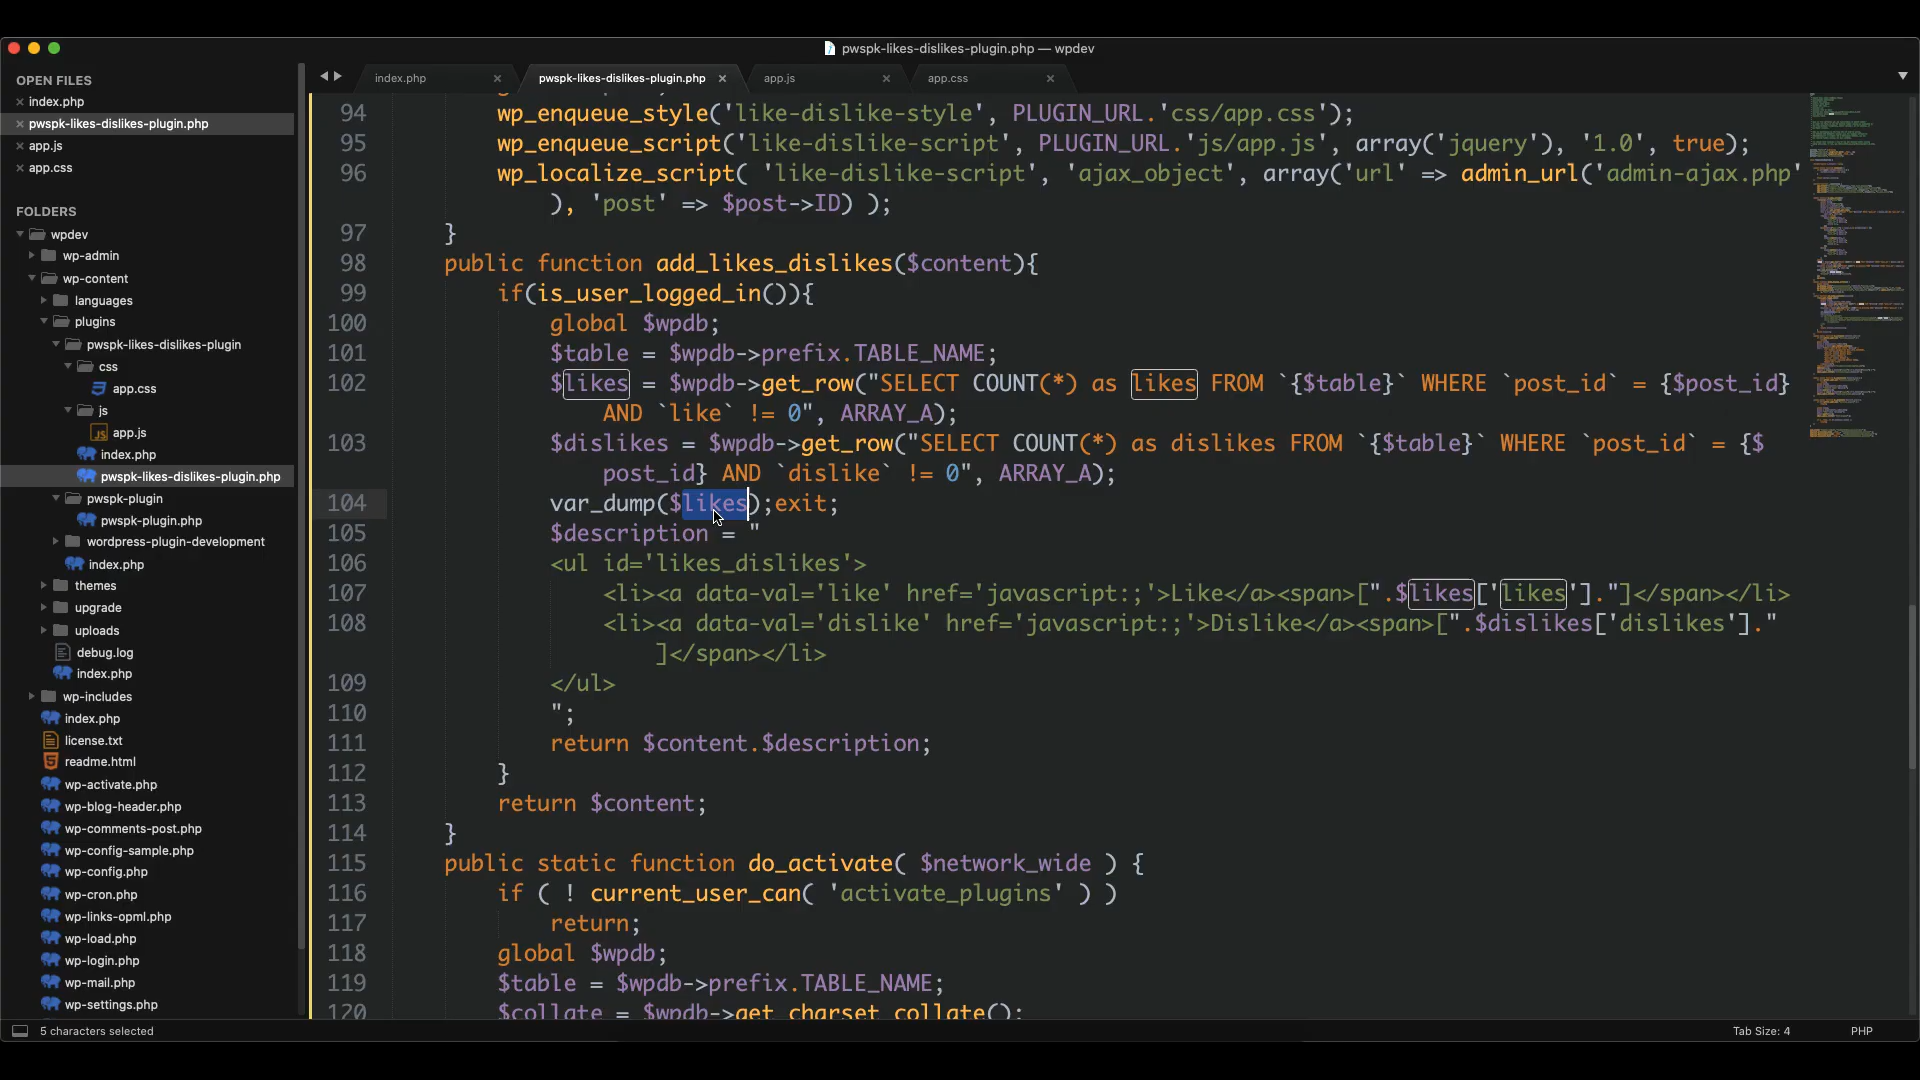 pwspk-likes-dislikes-plugin.php — wpdev
OPEN FILES
index.php
pwspk-likes-dislikes-plugin.php
app.js
app.css
FOLDERS
wpdev
wp-admin
wp-content
languages
plugins
pwspk-likes-dislikes-plugin
css
app.css
js
app.js
index.php
pwspk-likes-dislikes-plugin.php
pwspk-plugin
pwspk-plugin.php
wordpress-plugin-development
index.php
themes
upgrade
uploads
debug.log
index.php
wp-includes
index.php
license.txt
readme.html
wp-activate.php
wp-blog-header.php
wp-comments-post.php
wp-config-sample.php
wp-config.php
wp-cron.php
wp-links-opml.php
wp-load.php
wp-login.php
wp-mail.php
wp-settings.php
index.php pwspk-likes-dislikes-plugin.php app.js app.css
94 wp_enqueue_style('like-dislike-style', PLUGIN_URL.'css/app.css');
95 wp_enqueue_script('like-dislike-script', PLUGIN_URL.'js/app.js', array('jquery'), '1.0', true);
96 wp_localize_script( 'like-dislike-script', 'ajax_object', array('url' => admin_url('admin-ajax.php'
), 'post' => $post->ID) );
97 }
98 public function add_likes_dislikes($content){
99 if(is_user_logged_in()){
100 global $wpdb;
101 $table = $wpdb->prefix.TABLE_NAME;
102 $likes = $wpdb->get_row("SELECT COUNT(*) as likes FROM `{$table}` WHERE `post_id` = {$post_id}
AND `like` != 0", ARRAY_A);
103 $dislikes = $wpdb->get_row("SELECT COUNT(*) as dislikes FROM `{$table}` WHERE `post_id` = {$
post_id} AND `dislike` != 0", ARRAY_A);
104 var_dump($likes);exit;
105 $description = "
106 <ul id='likes_dislikes'>
107 <li><a data-val='like' href='javascript:;'>Like</a><span>[".$likes['likes']."]</span></li>
108 <li><a data-val='dislike' href='javascript:;'>Dislike</a><span>[".$dislikes['dislikes']."
]</span></li>
109 </ul>
110 ";
111 return $content.$description;
112 }
113 return $content;
114 }
115 public static function do_activate( $network_wide ) {
116 if ( ! current_user_can( 'activate_plugins' ) )
117 return;
118 global $wpdb;
119 $table = $wpdb->prefix.TABLE_NAME;
120 $collate = $wpdb->get_charset_collate();
5 characters selected
Tab Size: 4 PHP